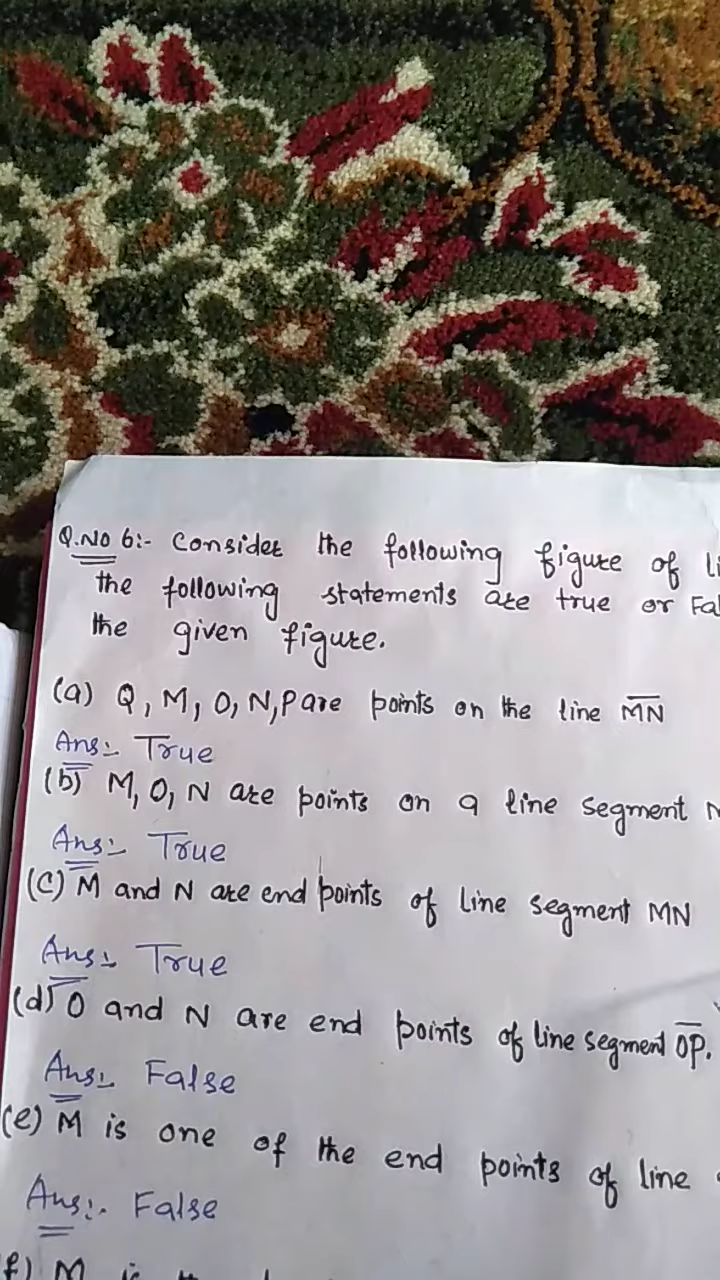 Q.NO 6:- Consider the following figure of
the following statements are true or
the given figure.
(a) Q, M, O, N, P are points on the line M̅N̅
Ans:- True
(b) M, O, N are points on a line segment
Ans:- True
(C) M and N are end points of line segment MN
Ans:- True
(d) O and N are end points of line segment O̅P̅.
Ans:- False
(e) M is one of the end points of line
Ans:- False
(f) M is